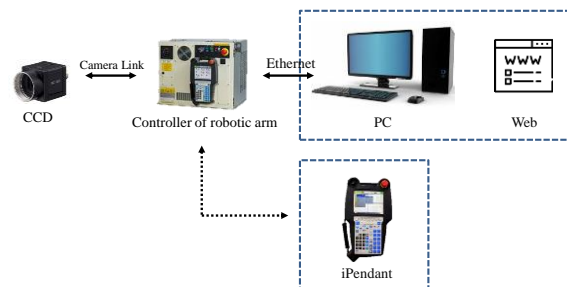 Camera Link
Ethernet
WWW
CCD
Controller of robotic arm
PC
Web
iPendant